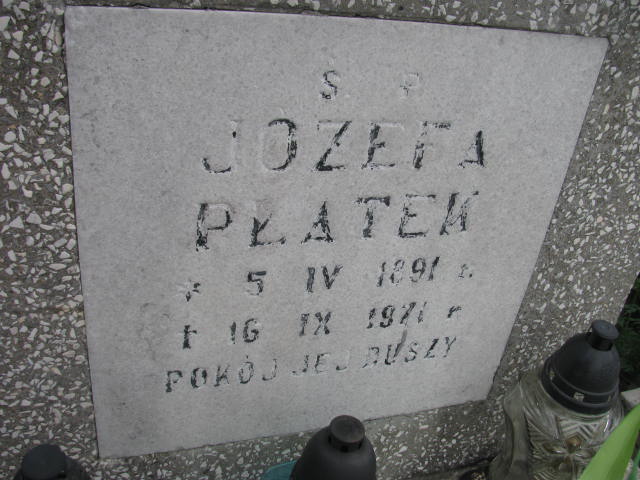 Ś. P.
JÓZEFA
PŁATEK
* 5 IV 1891 r.
† 16 IX 1971 r.
POKÓJ JEJ DUSZY